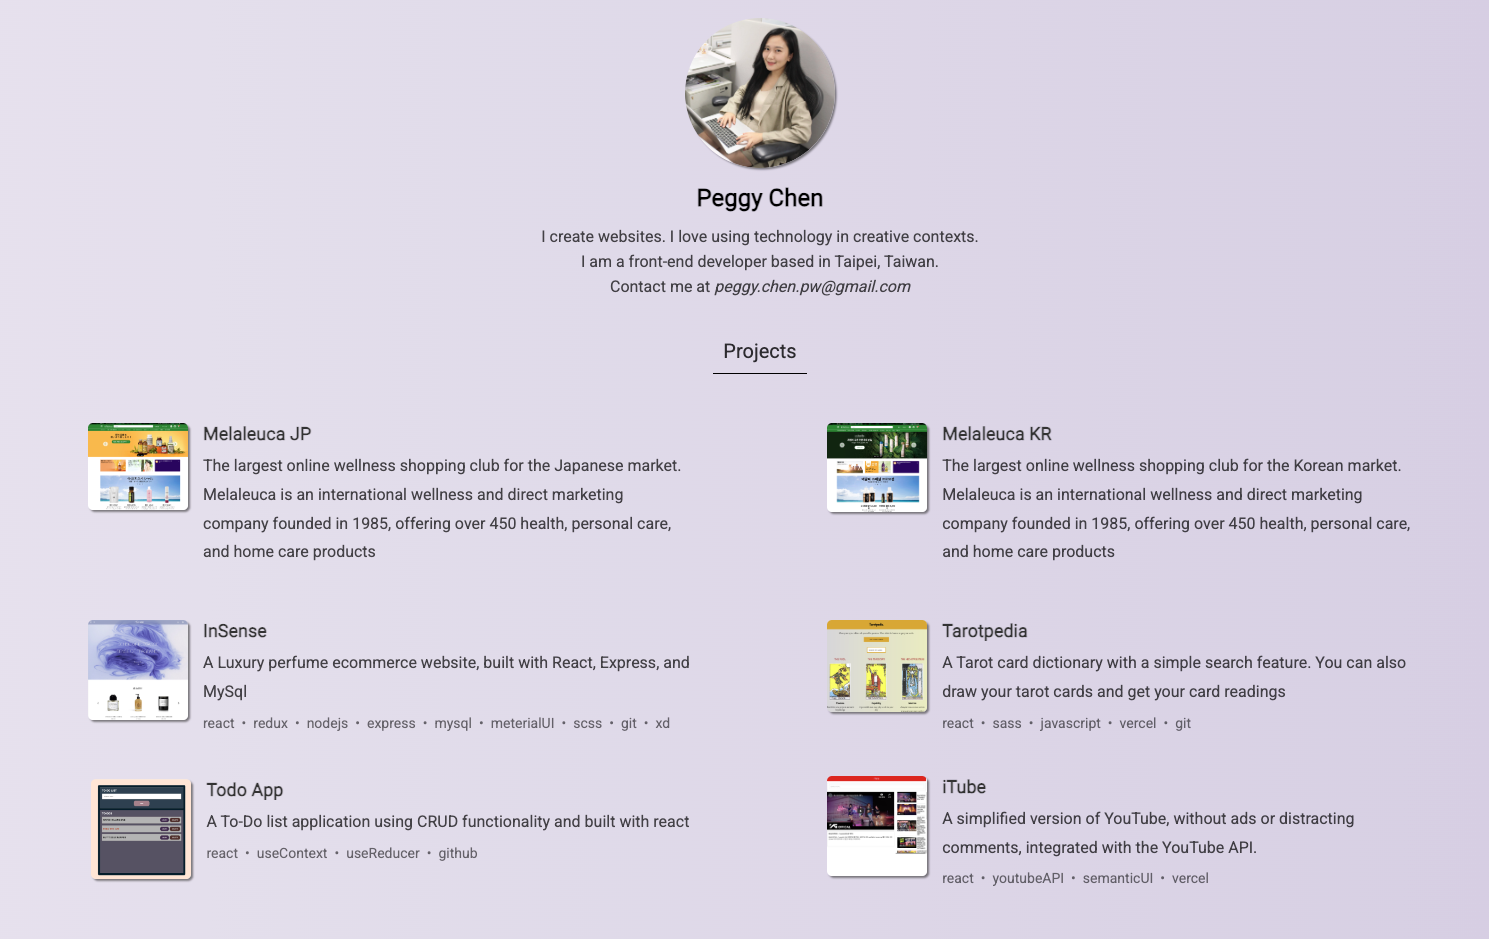 Peggy Chen
I create websites. I love using technology in creative contexts.
I am a front-end developer based in Taipei, Taiwan.
Contact me at peggy.chen.pw@gmail.com
Projects
Melaleuca JP
The largest online wellness shopping club for the Japanese market.
Melaleuca is an international wellness and direct marketing
company founded in 1985, offering over 450 health, personal care,
and home care products
Melaleuca KR
The largest online wellness shopping club for the Korean market.
Melaleuca is an international wellness and direct marketing
company founded in 1985, offering over 450 health, personal care,
and home care products
InSense
A Luxury perfume ecommerce website, built with React, Express, and
MySql
react • redux • nodejs • express • mysql • meterialUI • scss • git • xd
Tarotpedia
A Tarot card dictionary with a simple search feature. You can also
draw your tarot cards and get your card readings
react • sass • javascript • vercel • git
Todo App
A To-Do list application using CRUD functionality and built with react
react • useContext • useReducer • github
iTube
A simplified version of YouTube, without ads or distracting
comments, integrated with the YouTube API.
react • youtubeAPI • semanticUI • vercel